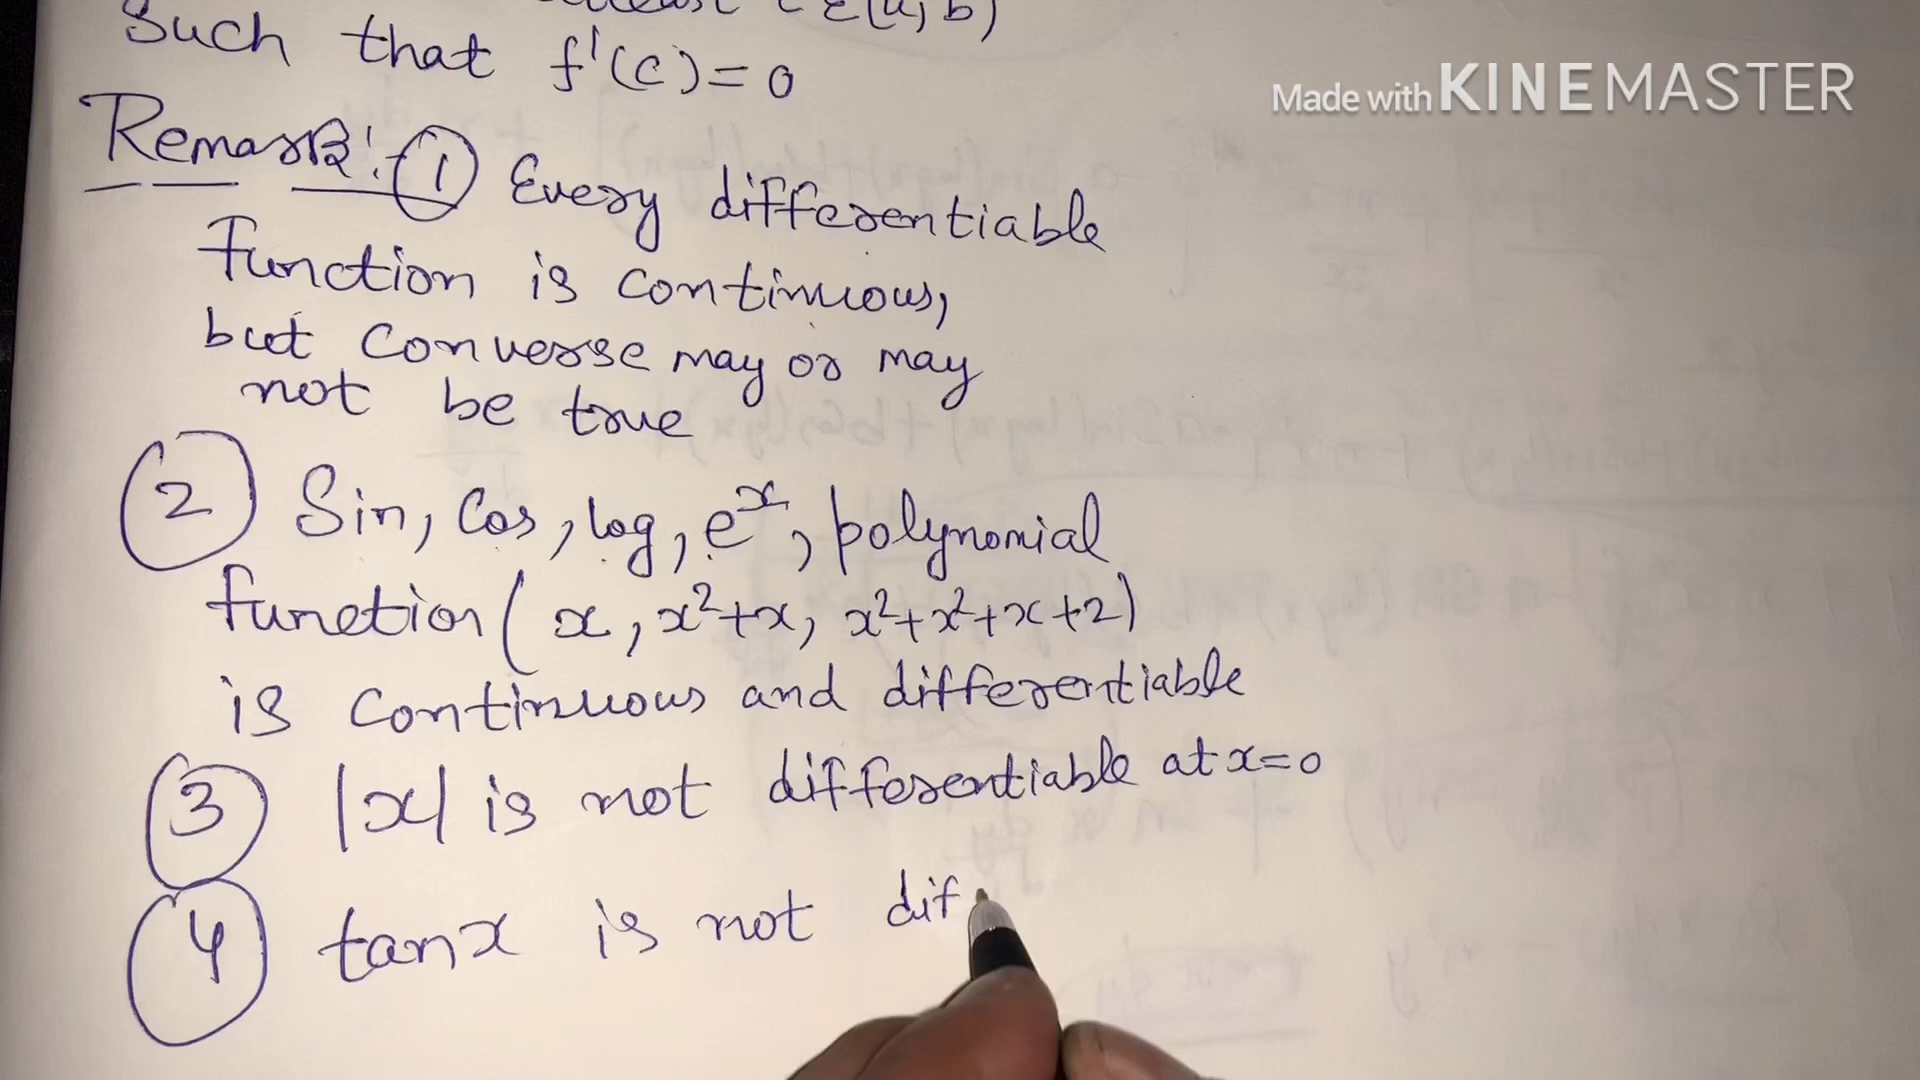 c ∈ (a, b)
Such that f'(c)=0
Made with KINEMASTER
Remark:- ① Every differentiable
function is continuous,
but converse may or may
not be true
② Sin, Cos, log, eˣ, polynomial
function ( x, x²+x, x²+x²+x+2)
is continuous and differentiable
③ |x| is not differentiable at x=0
④ tanx is not dif